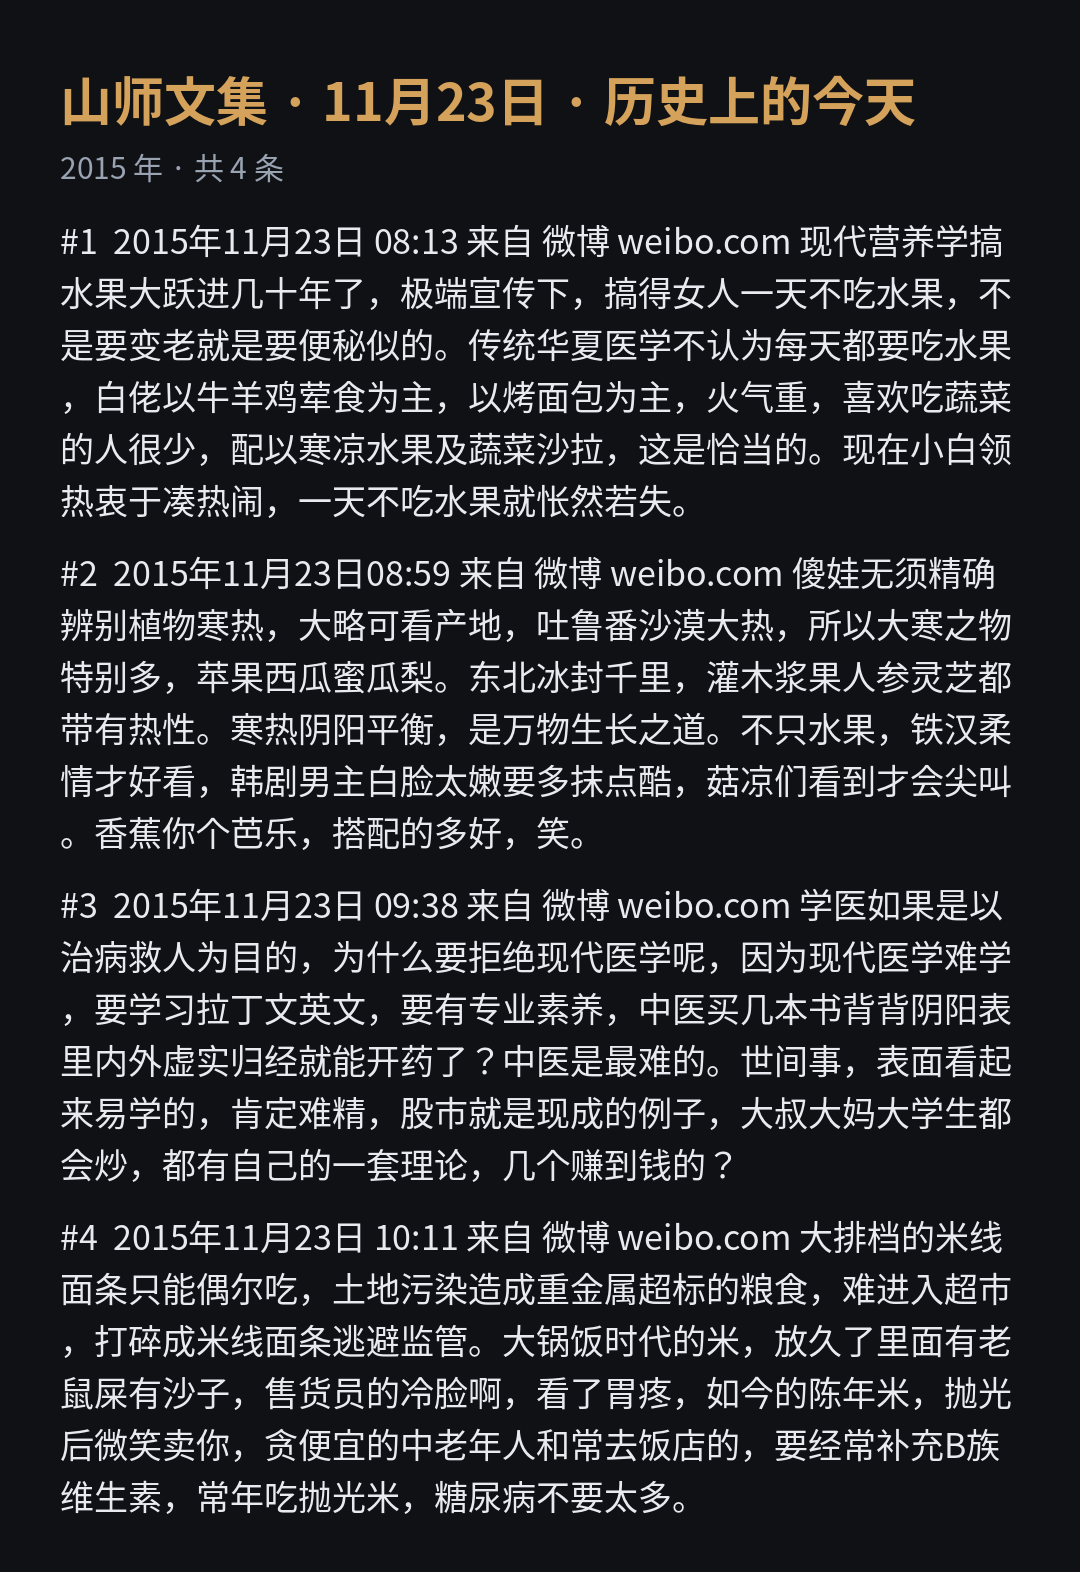 山师文集 · 11月23日 · 历史上的今天
2015 年 · 共 4 条
#1 2015年11月23日 08:13 来自 微博 weibo.com 现代营养学搞
水果大跃进几十年了，极端宣传下，搞得女人一天不吃水果，不
是要变老就是要便秘似的。传统华夏医学不认为每天都要吃水果
，白佬以牛羊鸡荤食为主，以烤面包为主，火气重，喜欢吃蔬菜
的人很少，配以寒凉水果及蔬菜沙拉，这是恰当的。现在小白领
热衷于凑热闹，一天不吃水果就怅然若失。
#2 2015年11月23日08:59 来自 微博 weibo.com 傻娃无须精确
辨别植物寒热，大略可看产地，吐鲁番沙漠大热，所以大寒之物
特别多，苹果西瓜蜜瓜梨。东北冰封千里，灌木浆果人参灵芝都
带有热性。寒热阴阳平衡，是万物生长之道。不只水果，铁汉柔
情才好看，韩剧男主白脸太嫩要多抹点酷，菇凉们看到才会尖叫
。香蕉你个芭乐，搭配的多好，笑。
#3 2015年11月23日 09:38 来自 微博 weibo.com 学医如果是以
治病救人为目的，为什么要拒绝现代医学呢，因为现代医学难学
，要学习拉丁文英文，要有专业素养，中医买几本书背背阴阳表
里内外虚实归经就能开药了？中医是最难的。世间事，表面看起
来易学的，肯定难精，股市就是现成的例子，大叔大妈大学生都
会炒，都有自己的一套理论，几个赚到钱的？
#4 2015年11月23日 10:11 来自 微博 weibo.com 大排档的米线
面条只能偶尔吃，土地污染造成重金属超标的粮食，难进入超市
，打碎成米线面条逃避监管。大锅饭时代的米，放久了里面有老
鼠屎有沙子，售货员的冷脸啊，看了胃疼，如今的陈年米，抛光
后微笑卖你，贪便宜的中老年人和常去饭店的，要经常补充B族
维生素，常年吃抛光米，糖尿病不要太多。